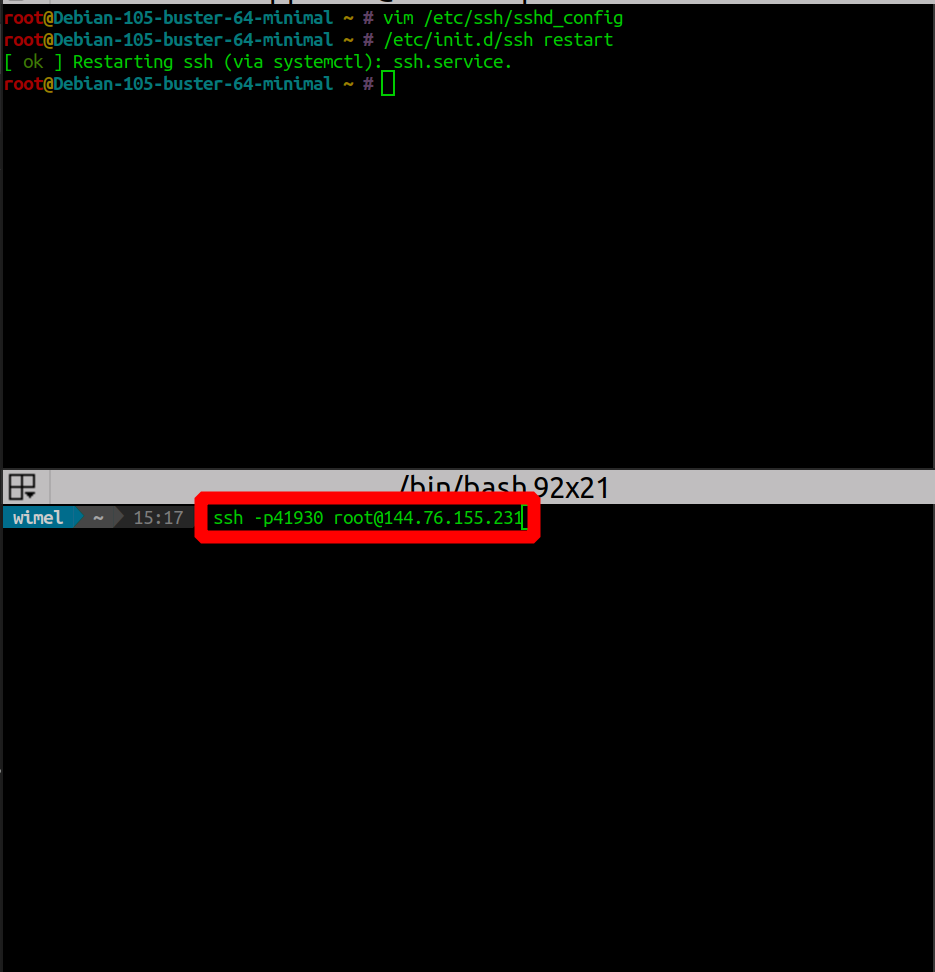 root@Debian-105-buster-64-minimal ~ # vim /etc/ssh/sshd_config
root@Debian-105-buster-64-minimal ~ # /etc/init.d/ssh restart
[ ok ] Restarting ssh (via systemctl): ssh.service.
root@Debian-105-buster-64-minimal ~ #
/bin/bash 92x21
wimel ~ 15:17 ssh -p41930 root@144.76.155.231